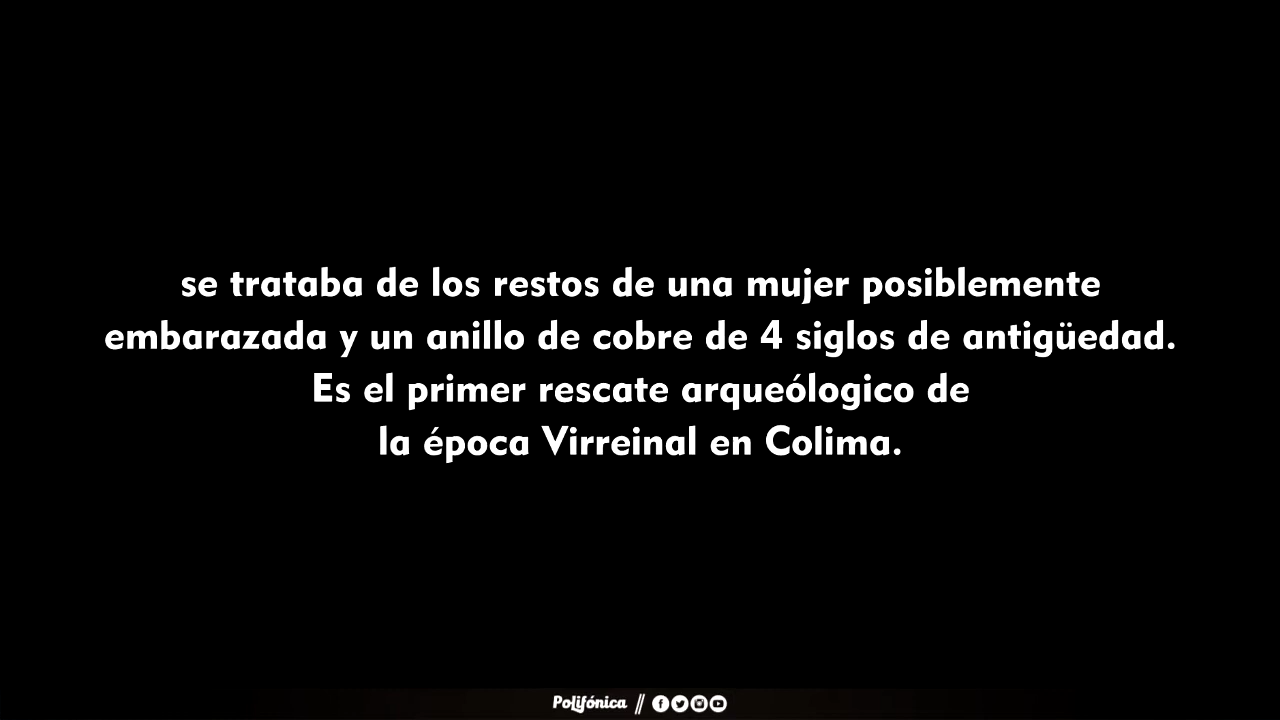 se trataba de los restos de una mujer posiblemente
embarazada y un anillo de cobre de 4 siglos de antigüedad.
Es el primer rescate arqueólogico de
la época Virreinal en Colima.
Polifónica //